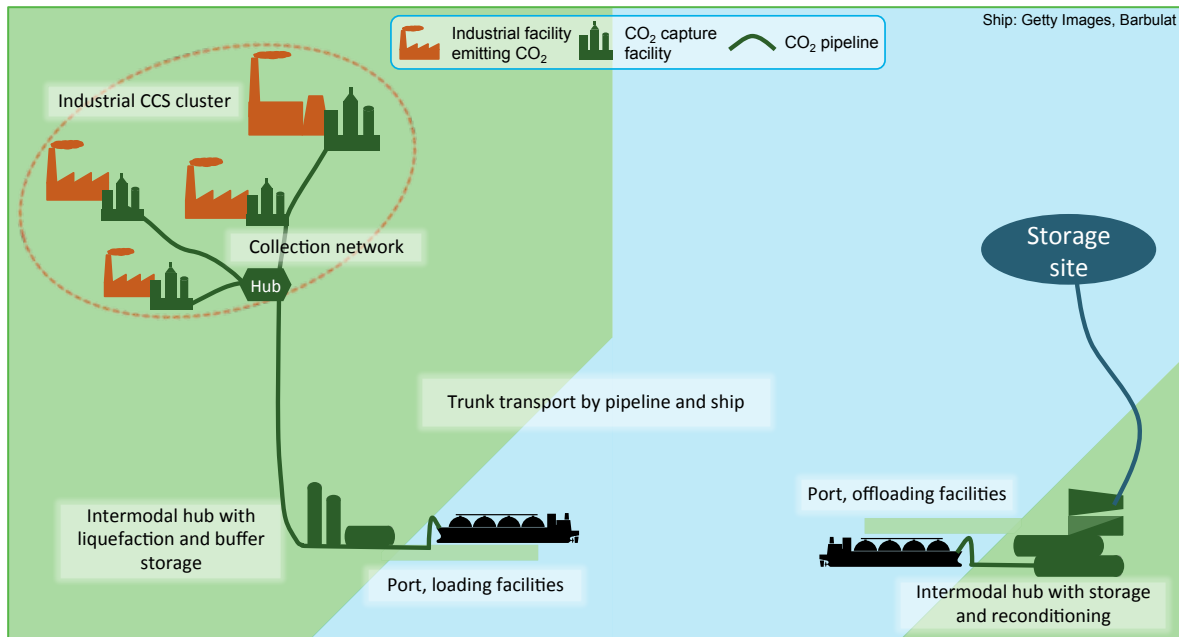 Ship: Getty Images, Barbulat
Industrial facility
emitting CO₂
CO₂ capture
facility
CO₂ pipeline
Industrial CCS cluster
Collection network
Hub
Storage
site
Trunk transport by pipeline and ship
Port, offloading facilities
Intermodal hub with
liquefaction and buffer
storage
Port, loading facilities
Intermodal hub with storage
and reconditioning